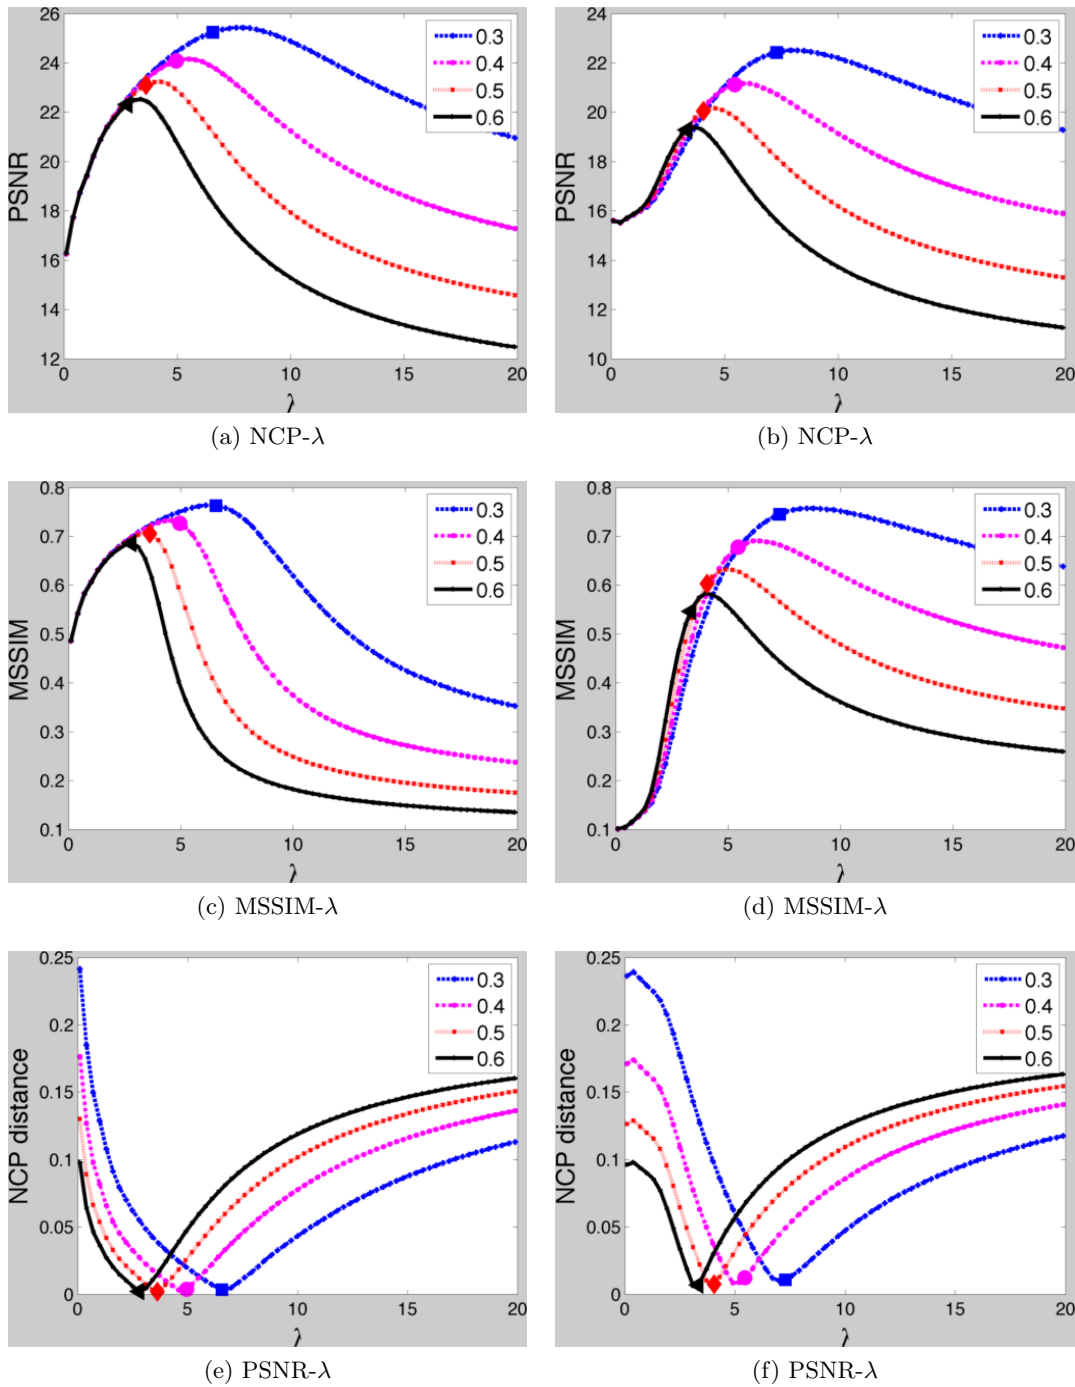 26
24
22
20
18
16
14
12
PSNR
0 5 10 15 20
λ
0.3
0.4
0.5
0.6
(a) NCP-λ
24
22
20
18
16
14
12
10
PSNR
0 5 10 15 20
λ
0.3
0.4
0.5
0.6
(b) NCP-λ
0.8
0.7
0.6
0.5
0.4
0.3
0.2
0.1
MSSIM
0 5 10 15 20
λ
0.3
0.4
0.5
0.6
(c) MSSIM-λ
0.8
0.7
0.6
0.5
0.4
0.3
0.2
0.1
MSSIM
0 5 10 15 20
λ
0.3
0.4
0.5
0.6
(d) MSSIM-λ
0.25
0.2
0.15
0.1
0.05
0
NCP distance
0 5 10 15 20
λ
0.3
0.4
0.5
0.6
(e) PSNR-λ
0.25
0.2
0.15
0.1
0.05
0
NCP distance
0 5 10 15 20
λ
0.3
0.4
0.5
0.6
(f) PSNR-λ